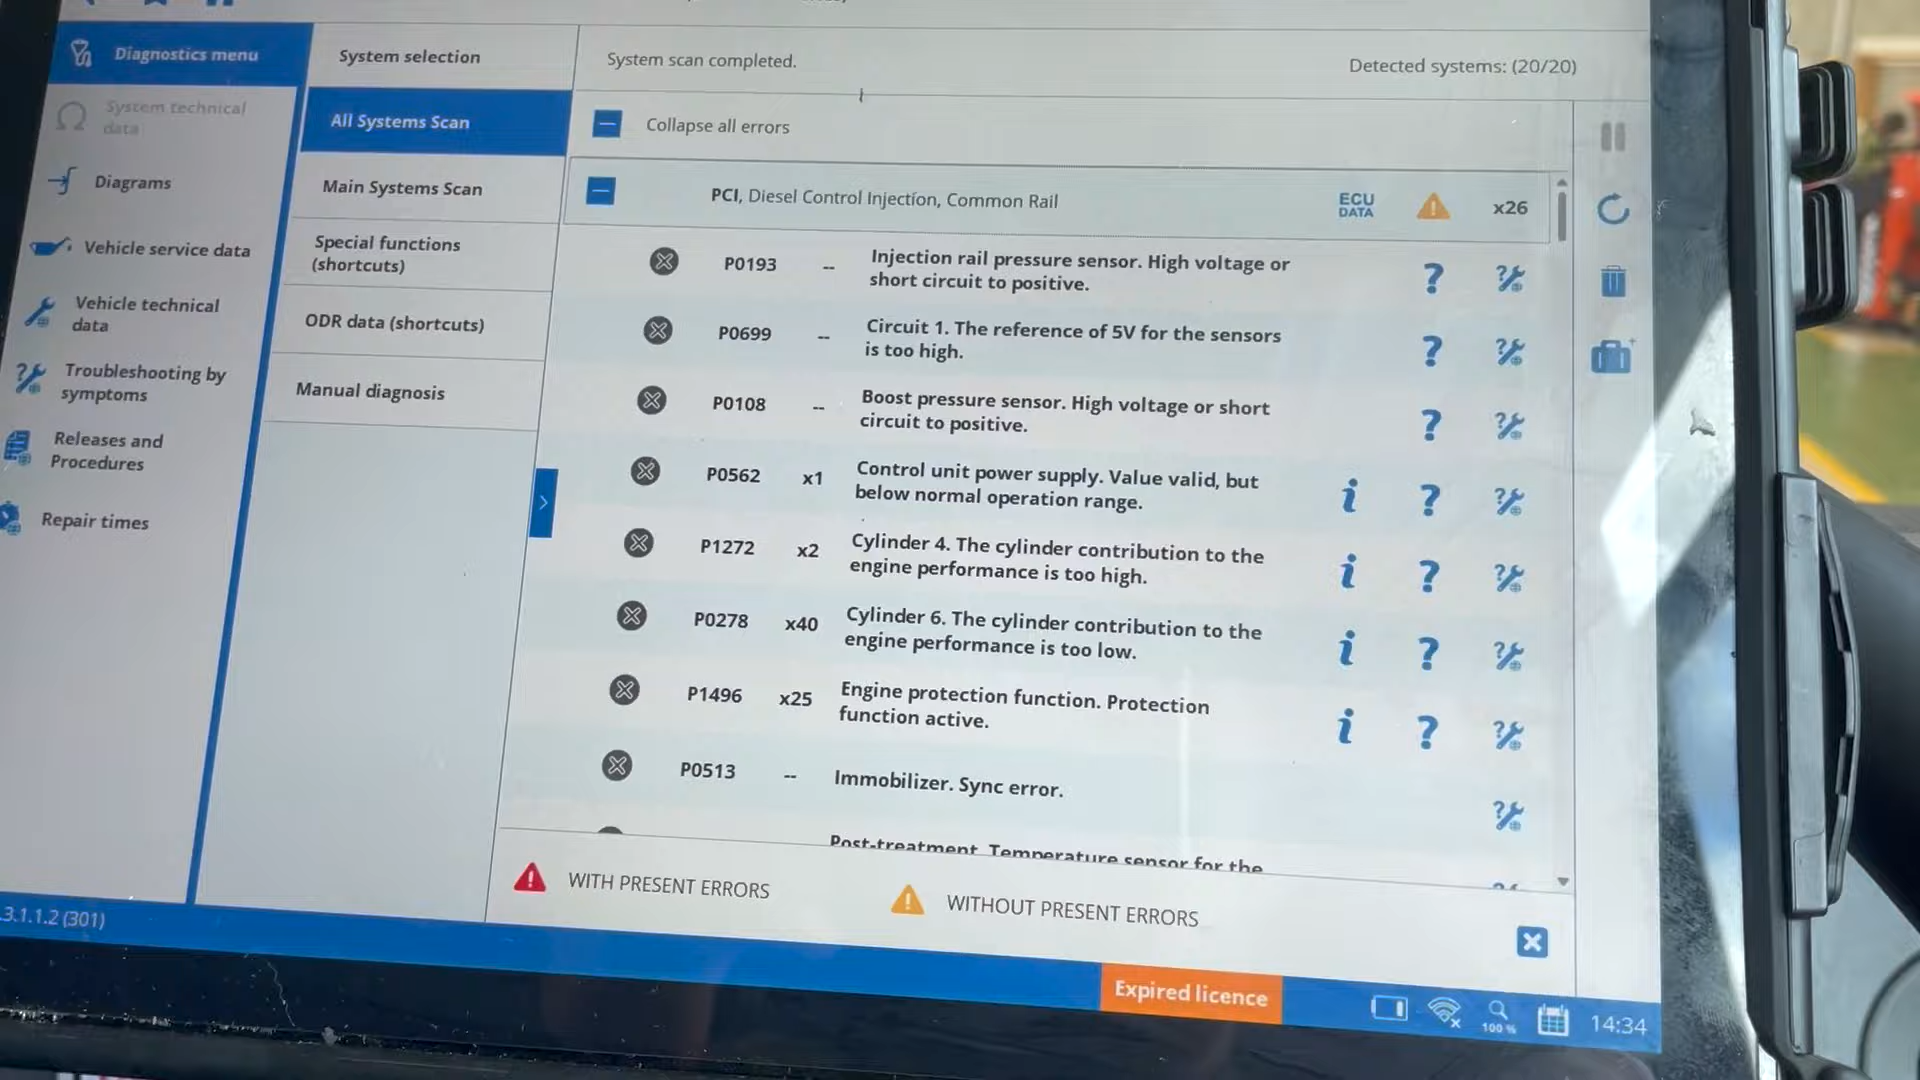 Diagnostics menu
System technical
data
Diagrams
Vehicle service data
Vehicle technical
data
Troubleshooting by
symptoms
Releases and
Procedures
Repair times
System selection
All Systems Scan
Main Systems Scan
Special functions
(shortcuts)
ODR data (shortcuts)
Manual diagnosis
System scan completed.
Detected systems: (20/20)
Collapse all errors
PCI, Diesel Control Injection, Common Rail
ECU
DATA
x26
P0193 -- Injection rail pressure sensor. High voltage or
short circuit to positive.
P0699 -- Circuit 1. The reference of 5V for the sensors
is too high.
P0108 -- Boost pressure sensor. High voltage or short
circuit to positive.
P0562 x1 Control unit power supply. Value valid, but
below normal operation range.
P1272 x2 Cylinder 4. The cylinder contribution to the
engine performance is too high.
P0278 x40 Cylinder 6. The cylinder contribution to the
engine performance is too low.
P1496 x25 Engine protection function. Protection
function active.
P0513 -- Immobilizer. Sync error.
Post-treatment. Temperature sensor for the
WITH PRESENT ERRORS
WITHOUT PRESENT ERRORS
.3.1.1.2 (301)
Expired licence
100 %
14:34